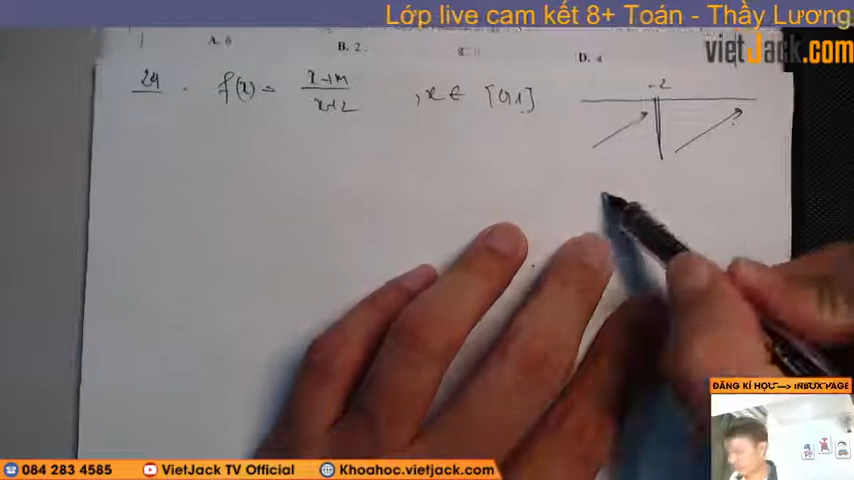 Lớp live cam kết 8+ Toán - Thầy Lương
vietJack.com
A. 6 B. 2. D. 4
-2
24 . f(x) = x+m / x+2 , x ∈ [0,1]
ĐĂNG KÍ HỌC --> INBOX PAGE
084 283 4585 VietJack TV Official Khoahoc.vietjack.com